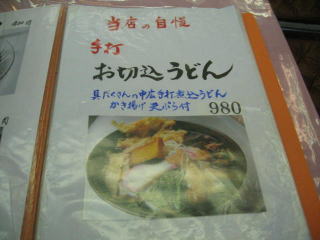 当店の自慢
手打
お切込うどん
具だくさんの中広手打煮込うどん
かき揚げ 天ぷら付
980